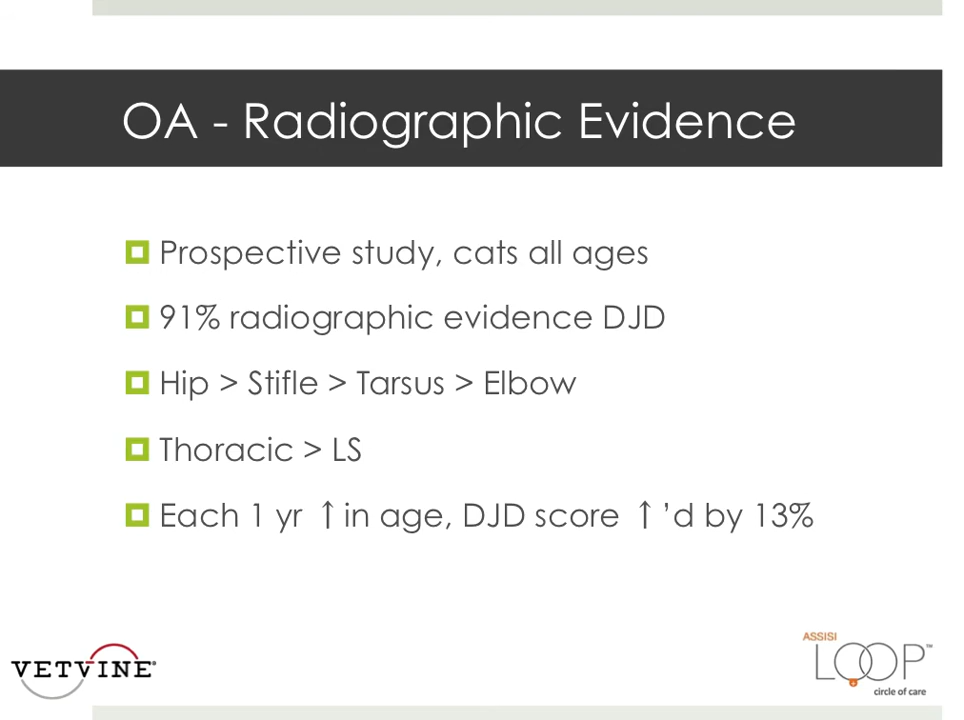 OA - Radiographic Evidence
Prospective study, cats all ages
91% radiographic evidence DJD
Hip > Stifle > Tarsus > Elbow
Thoracic > LS
Each 1 yr ↑in age, DJD score ↑'d by 13%
VETVINE®
ASSISI
LOOP™
circle of care